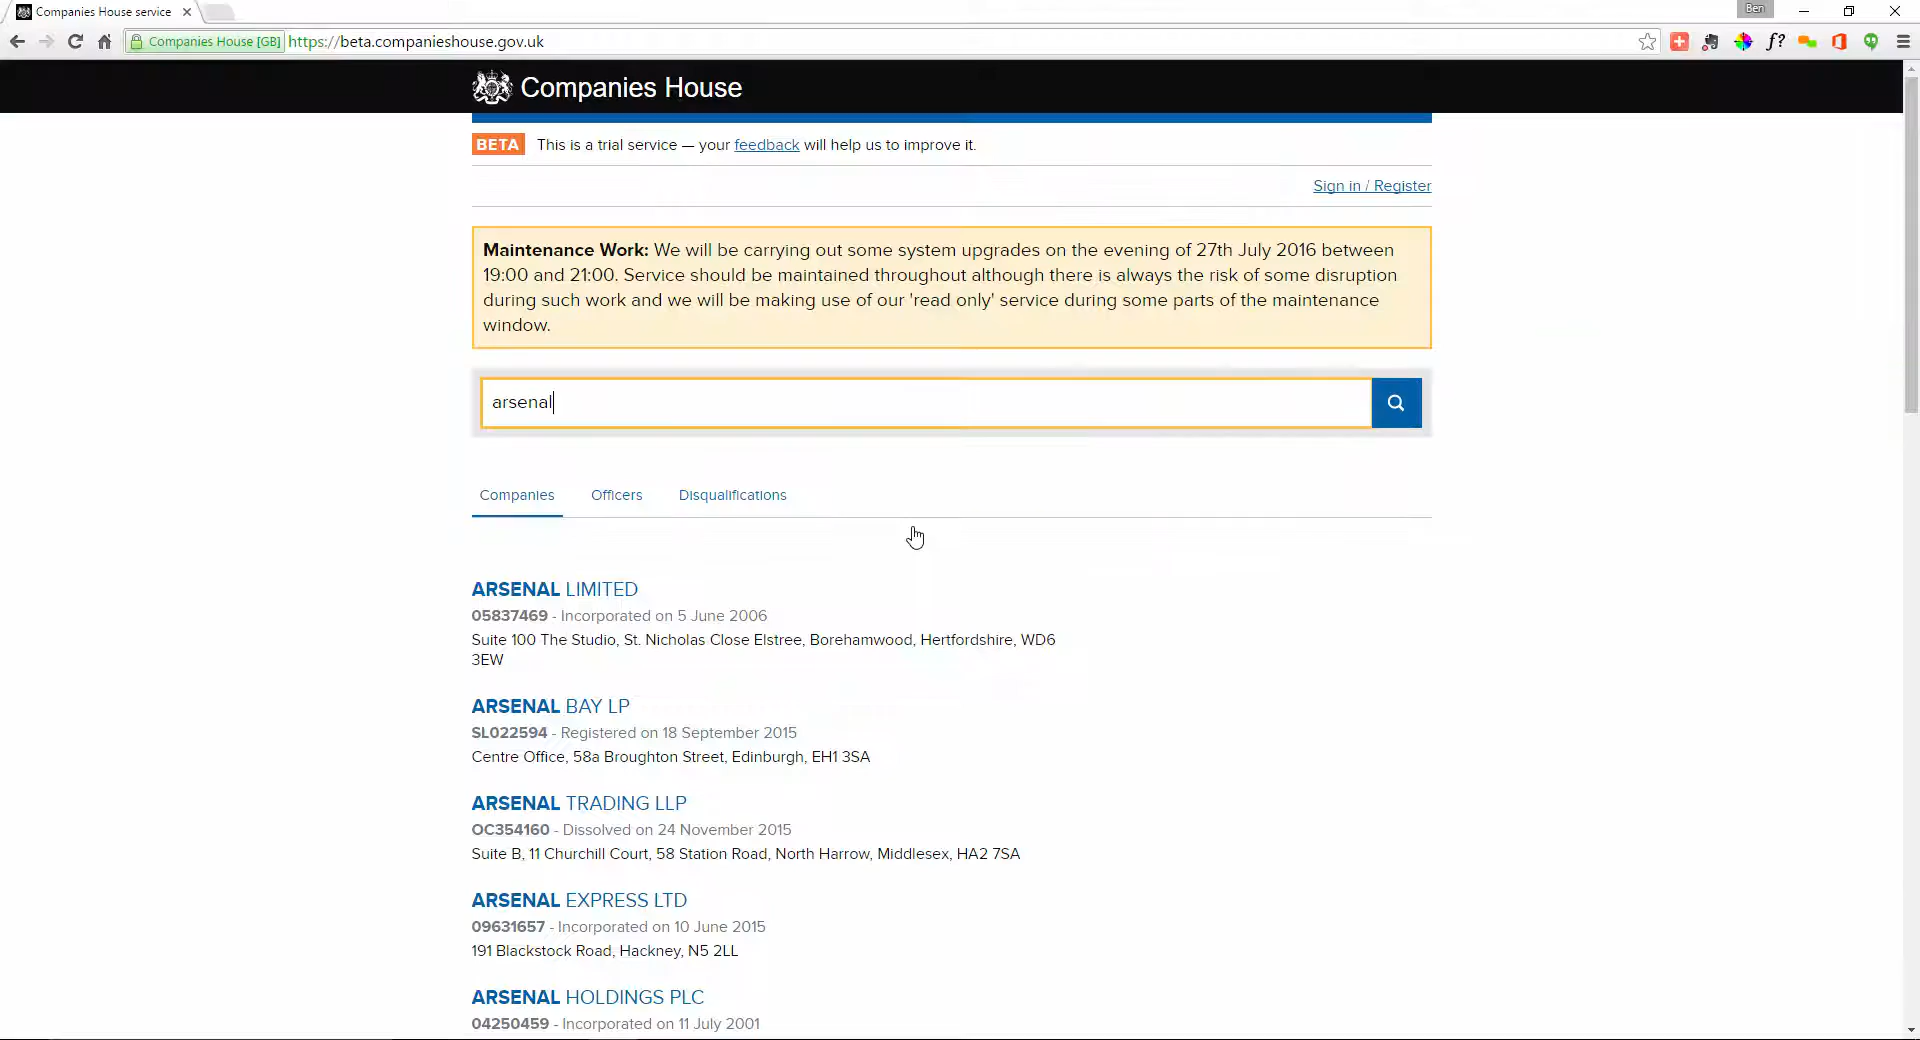 Companies House service
Ben
Companies House [GB]
https://beta.companieshouse.gov.uk
f?
Companies House
BETA This is a trial service — your feedback will help us to improve it.
Sign in / Register
Maintenance Work: We will be carrying out some system upgrades on the evening of 27th July 2016 between
19:00 and 21:00. Service should be maintained throughout although there is always the risk of some disruption
during such work and we will be making use of our 'read only' service during some parts of the maintenance
window.
arsenal
Companies Officers Disqualifications
ARSENAL LIMITED
05837469 - Incorporated on 5 June 2006
Suite 100 The Studio, St. Nicholas Close Elstree, Borehamwood, Hertfordshire, WD6
3EW
ARSENAL BAY LP
SL022594 - Registered on 18 September 2015
Centre Office, 58a Broughton Street, Edinburgh, EH1 3SA
ARSENAL TRADING LLP
OC354160 - Dissolved on 24 November 2015
Suite B, 11 Churchill Court, 58 Station Road, North Harrow, Middlesex, HA2 7SA
ARSENAL EXPRESS LTD
09631657 - Incorporated on 10 June 2015
191 Blackstock Road, Hackney, N5 2LL
ARSENAL HOLDINGS PLC
04250459 - Incorporated on 11 July 2001